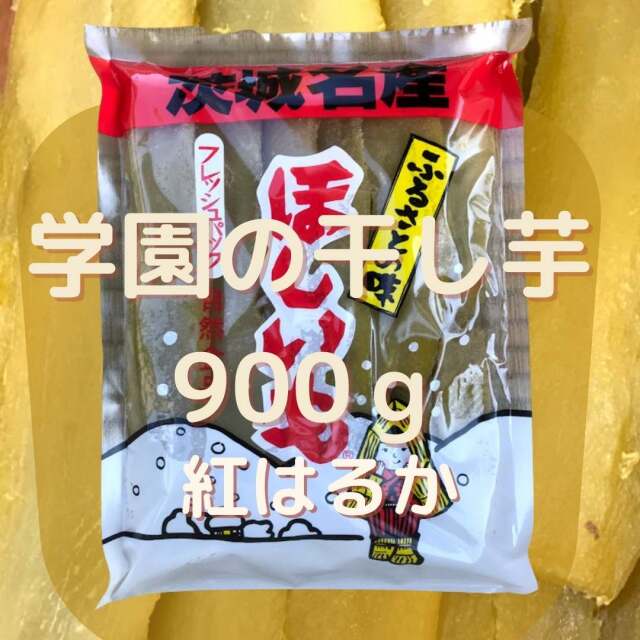 茨城名産
ふるさとの味
フレッシュパック
ほしいも
学園の干し芋
900g
紅はるか